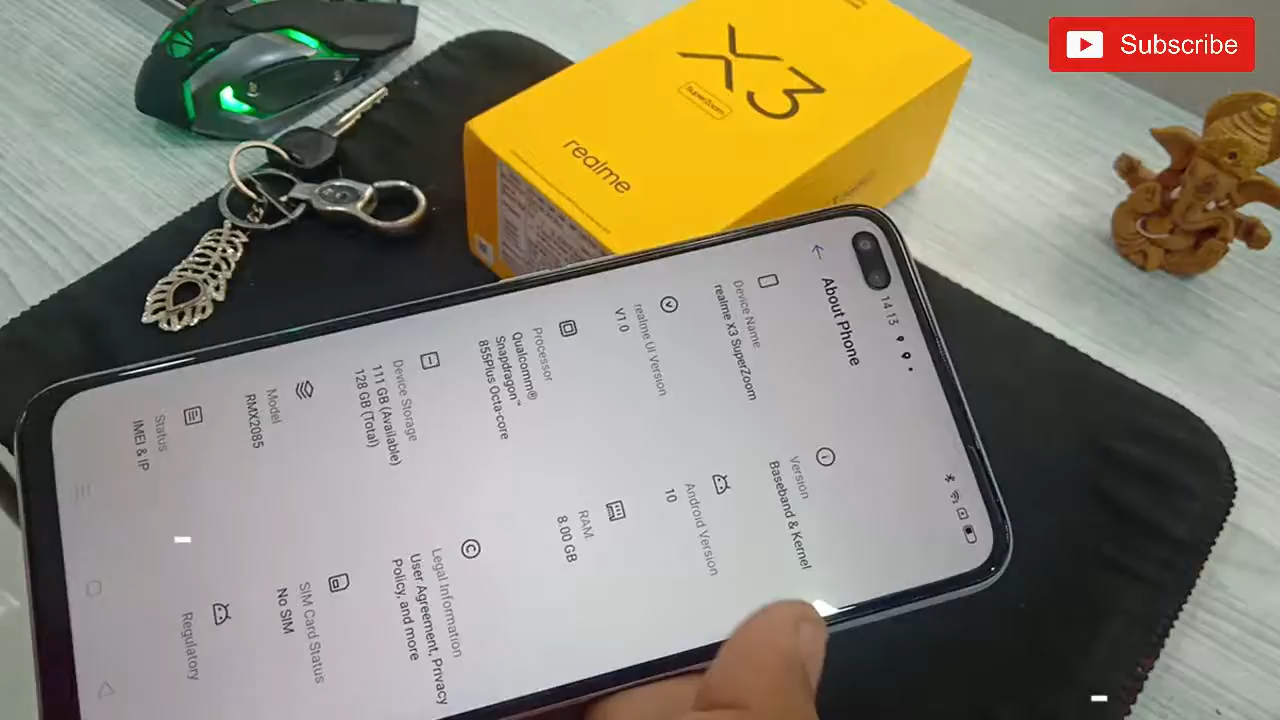 Subscribe
X3
SuperZoom
realme
14:13
About Phone
Device Name
realme X3 SuperZoom
Version
Baseband & Kernel
realme UI Version
V1.0
Android Version
10
Processor
Qualcomm®
Snapdragon™
855Plus Octa-core
RAM
8.00 GB
Device Storage
111 GB (Available)
128 GB (Total)
Legal Information
User Agreement, Privacy
Policy, and more
Model
RMX2085
SIM Card Status
No SIM
Status
IMEI & IP
Regulatory